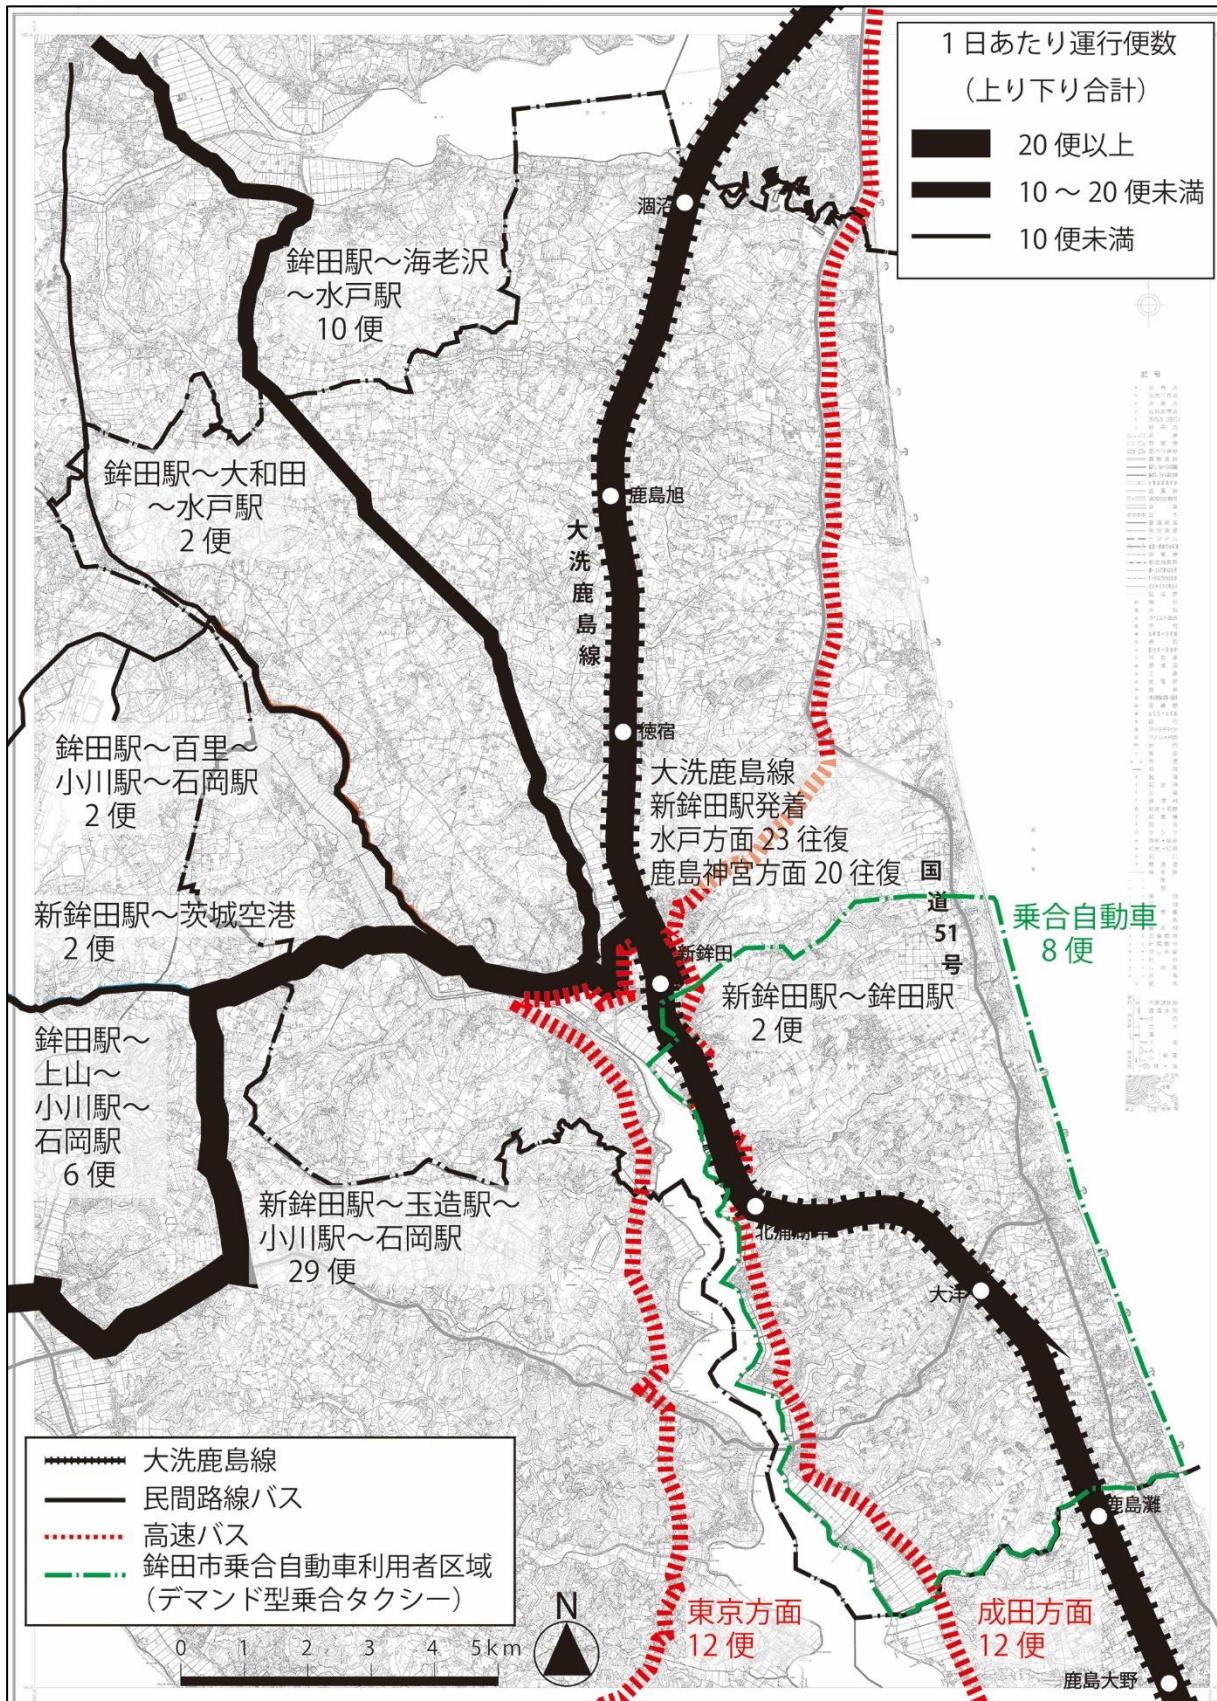 1日あたり運行便数
(上り下り合計)
20便以上
10～20便未満
10便未満
涸沼
鉾田駅～海老沢
～水戸駅
10便
鉾田駅～大和田
～水戸駅
2便
鹿島旭
大洗鹿島線
徳宿
鉾田駅～百里～
小川駅～石岡駅
2便
大洗鹿島線
新鉾田駅発着
水戸方面23往復
鹿島神宮方面20往復
国道51号
新鉾田駅～茨城空港
2便
乗合自動車
8便
新鉾田
新鉾田駅～鉾田駅
2便
鉾田駅～
上山～
小川駅～
石岡駅
6便
新鉾田駅～玉造駅～
小川駅～石岡駅
29便
大洋
大洗鹿島線
民間路線バス
高速バス
鉾田市乗合自動車利用者区域
(デマンド型乗合タクシー)
鹿島灘
東京方面
12便
成田方面
12便
N
0 1 2 3 4 5km
鹿島大野
記号